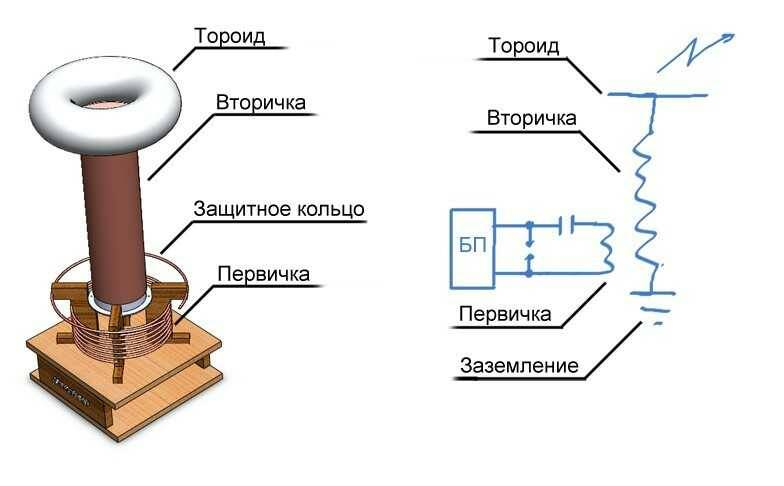 Тороид
Вторичка
Защитное кольцо
Первичка
Тороид
Вторичка
БП
Первичка
Заземление